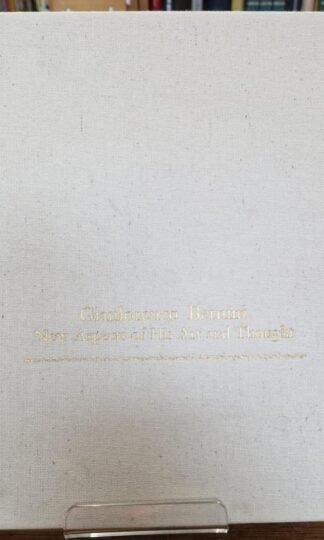 Gianlorenzo Bernini
New Aspects of His Art and Thought